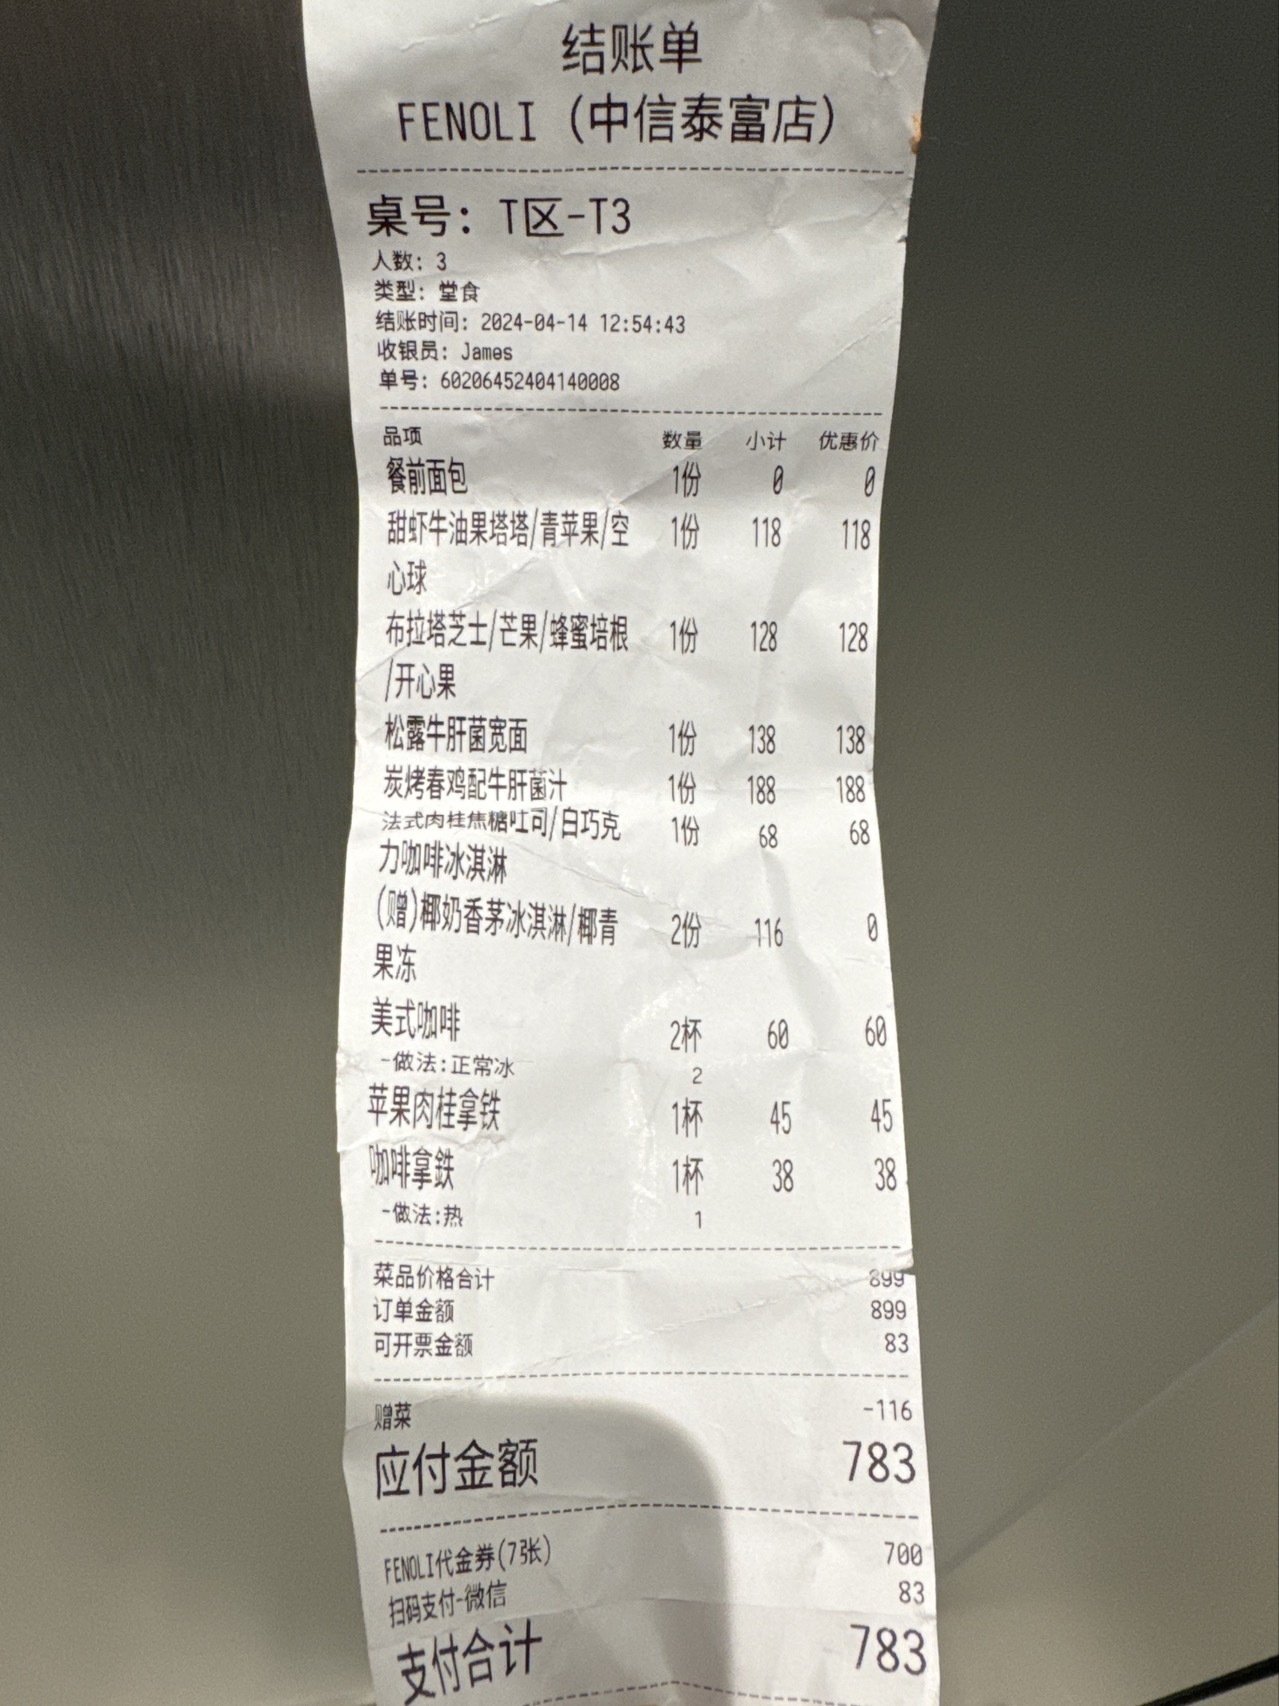 结账单
FENOLI (中信泰富店)
桌号: T区-T3
人数: 3
类型: 堂食
结账时间: 2024-04-14 12:54:43
收银员: James
单号: 60206452404140008
品项 数量 小计 优惠价
餐前面包 1份 0 0
甜虾牛油果塔塔/青苹果/空 1份 118 118
心球
布拉塔芝士/芒果/蜂蜜培根 1份 128 128
/开心果
松露牛肝菌宽面 1份 138 138
炭烤春鸡配牛肝菌汁 1份 188 188
法式肉桂焦糖吐司/白巧克 1份 68 68
力咖啡冰淇淋
(赠)椰奶香茅冰淇淋/椰青 2份 116 0
果冻
美式咖啡 2杯 60 60
-做法:正常冰 2
苹果肉桂拿铁 1杯 45 45
咖啡拿鉄 1杯 38 38
-做法:热 1
菜品价格合计 899
订单金额 899
可开票金额 83
赠菜 -116
应付金额 783
FENOLI代金券(7张) 700
扫码支付-微信 83
支付合计 783